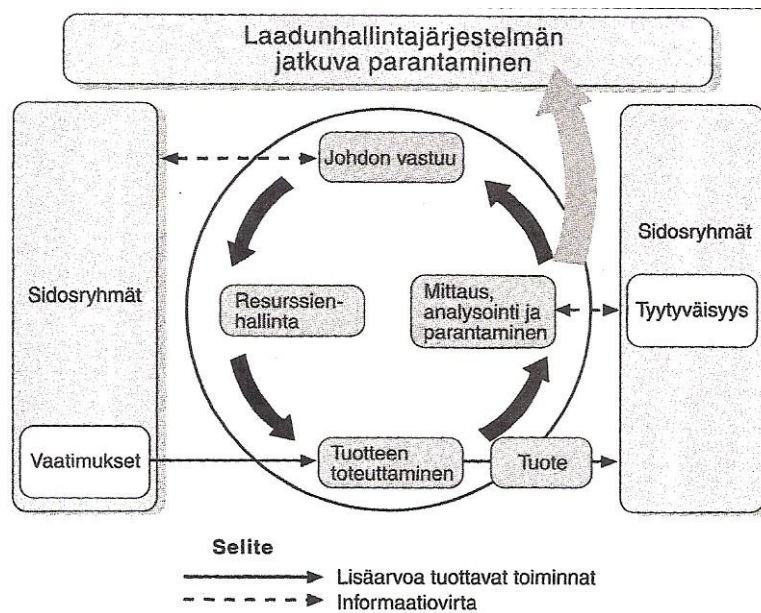 Laadunhallintajärjestelmän
jatkuva parantaminen
Johdon vastuu
Sidosryhmät
Resurssien-
hallinta
Mittaus,
analysointi ja
parantaminen
Sidosryhmät
Tyytyväisyys
Vaatimukset
Tuotteen
toteuttaminen
Tuote
Selite
Lisäarvoa tuottavat toiminnat
Informaatiovirta